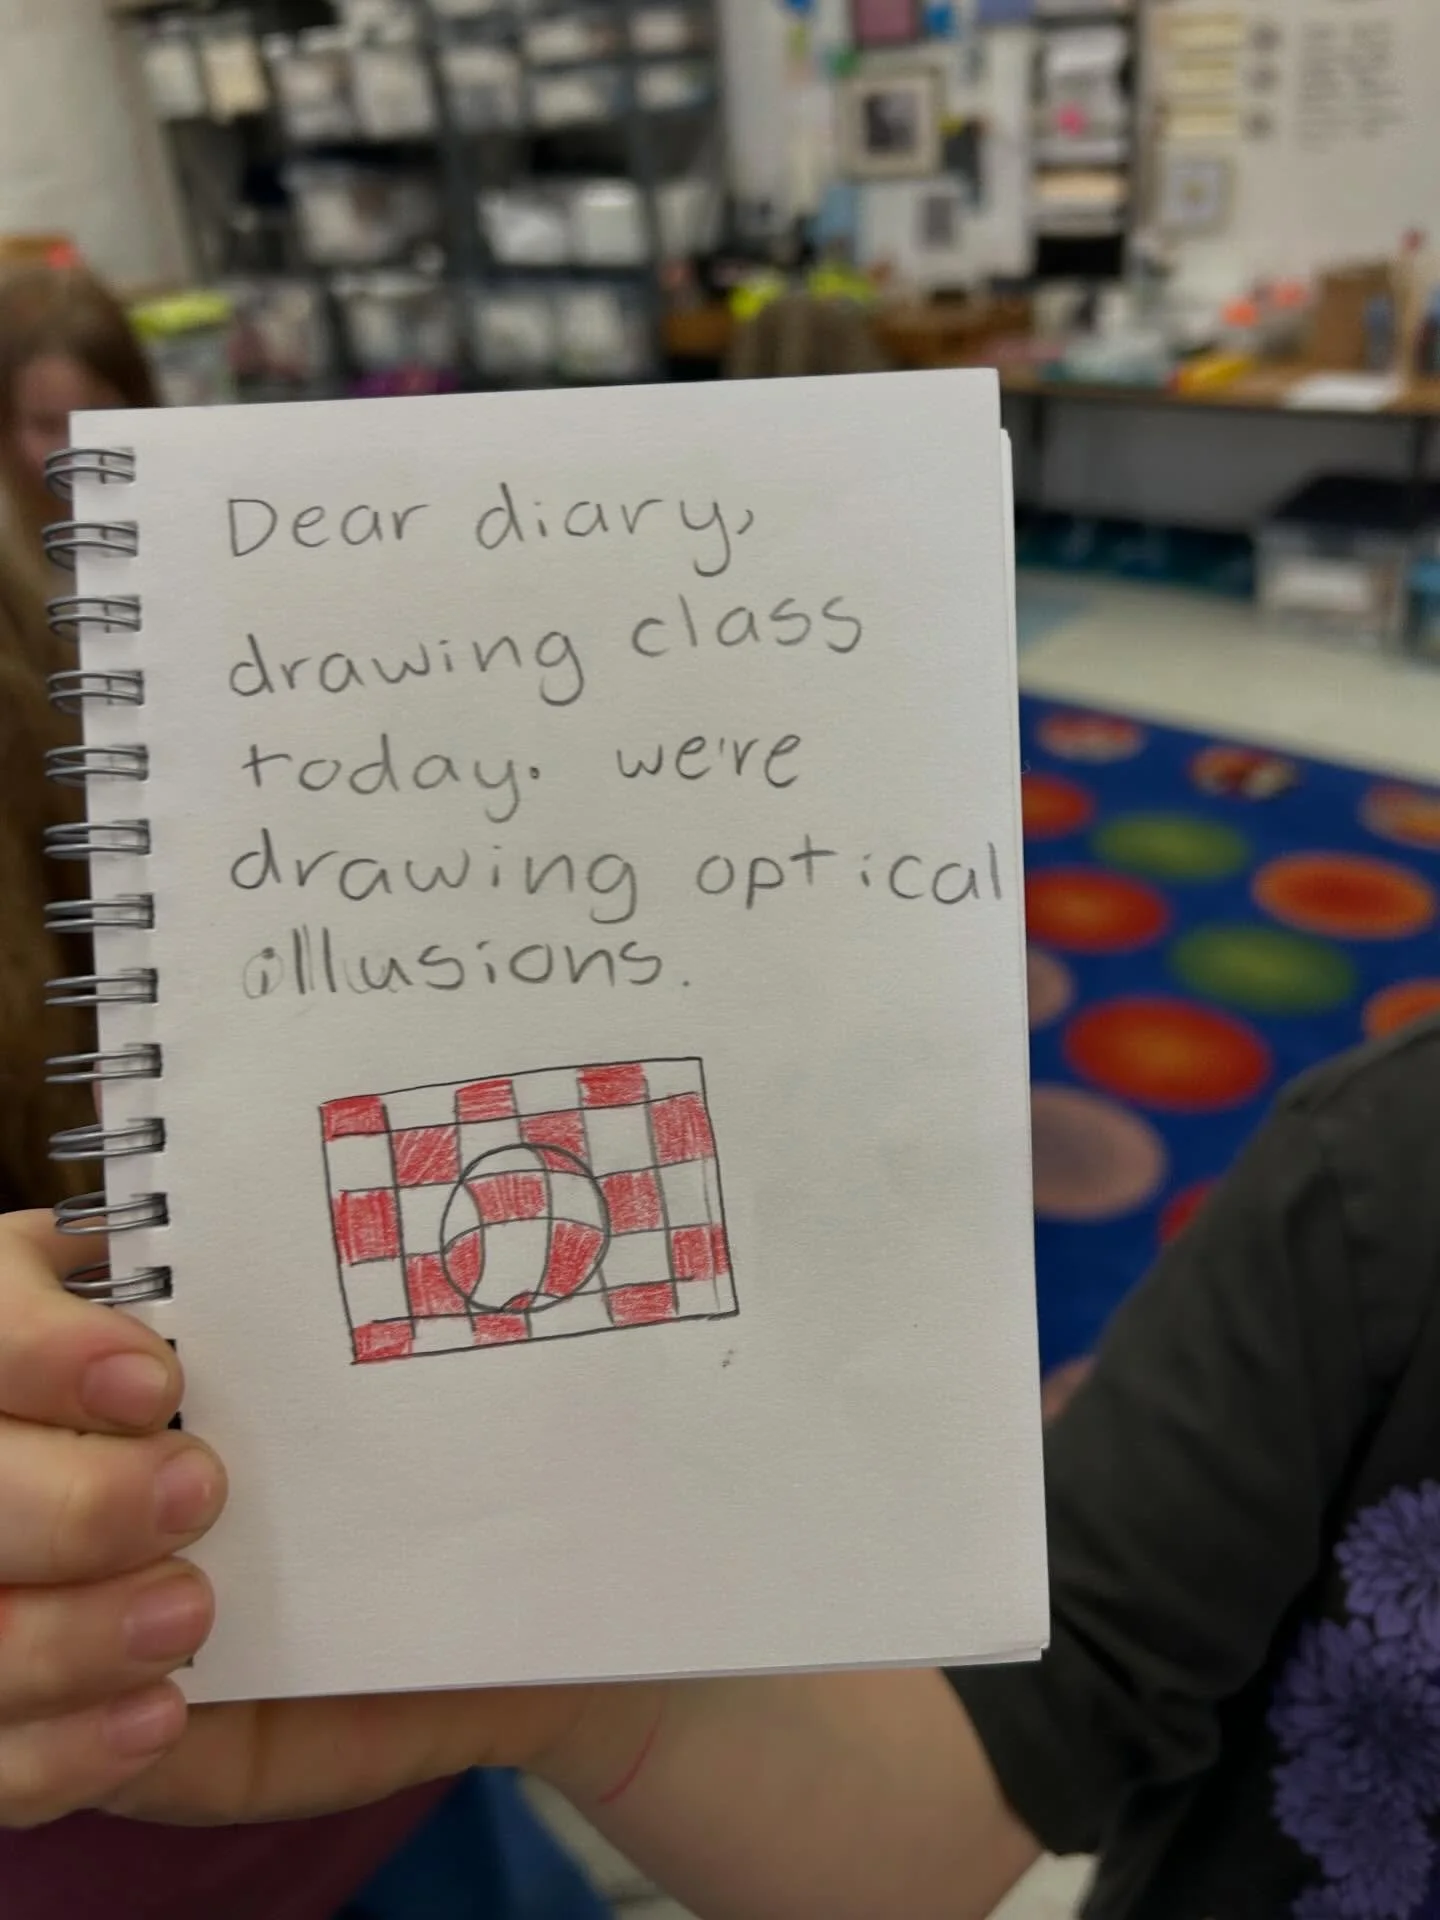 Dear diary,
drawing class
today. we're
drawing optical
illusions.